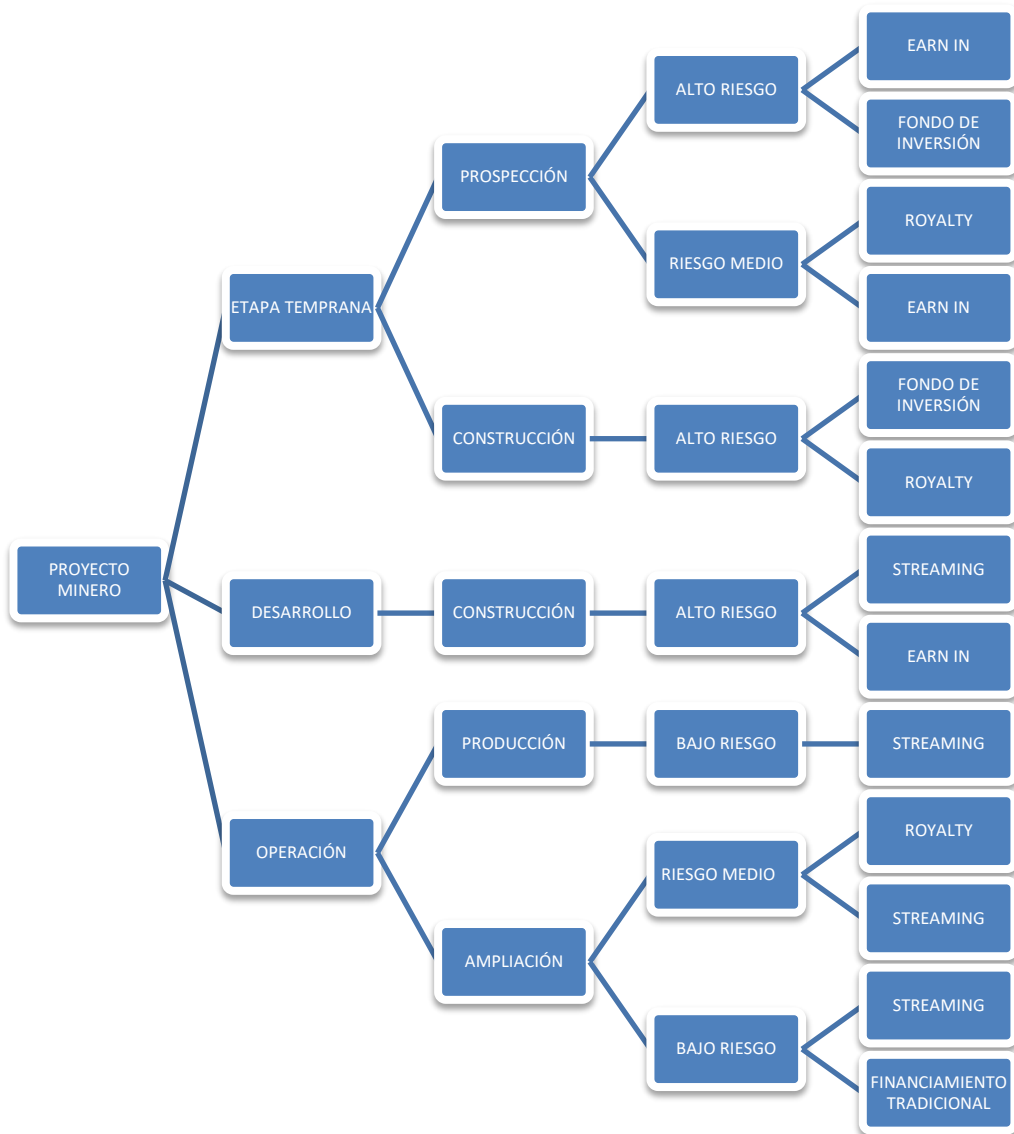 PROYECTO
MINERO
ETAPA TEMPRANA
PROSPECCIÓN
ALTO RIESGO
EARN IN
FONDO DE
INVERSIÓN
RIESGO MEDIO
ROYALTY
EARN IN
CONSTRUCCIÓN
ALTO RIESGO
FONDO DE
INVERSIÓN
ROYALTY
DESARROLLO
CONSTRUCCIÓN
ALTO RIESGO
STREAMING
EARN IN
OPERACIÓN
PRODUCCIÓN
BAJO RIESGO
STREAMING
AMPLIACIÓN
RIESGO MEDIO
ROYALTY
STREAMING
BAJO RIESGO
STREAMING
FINANCIAMIENTO
TRADICIONAL